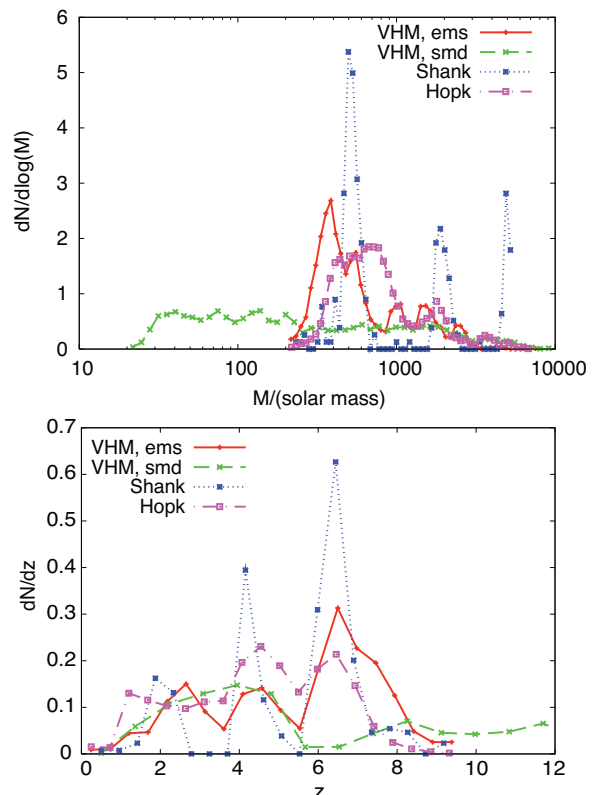 6
5
4
3
2
1
0
dN/dlog(M)
VHM, ems
VHM, smd
Shank
Hopk
10 100 1000 10000
M/(solar mass)
0.7
0.6
0.5
0.4
0.3
0.2
0.1
0
dN/dz
VHM, ems
VHM, smd
Shank
Hopk
0 2 4 6 8 10 12
z